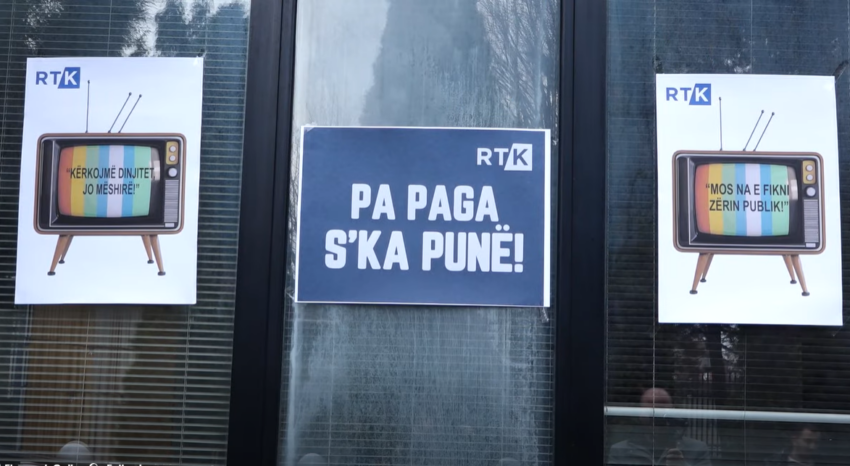 RTK
"KËRKOJMË DINJITET,
JO MËSHIRË!"
RTK
PA PAGA
S'KA PUNË!
RTK
"MOS NA E FIKNI
ZËRIN PUBLIK!"